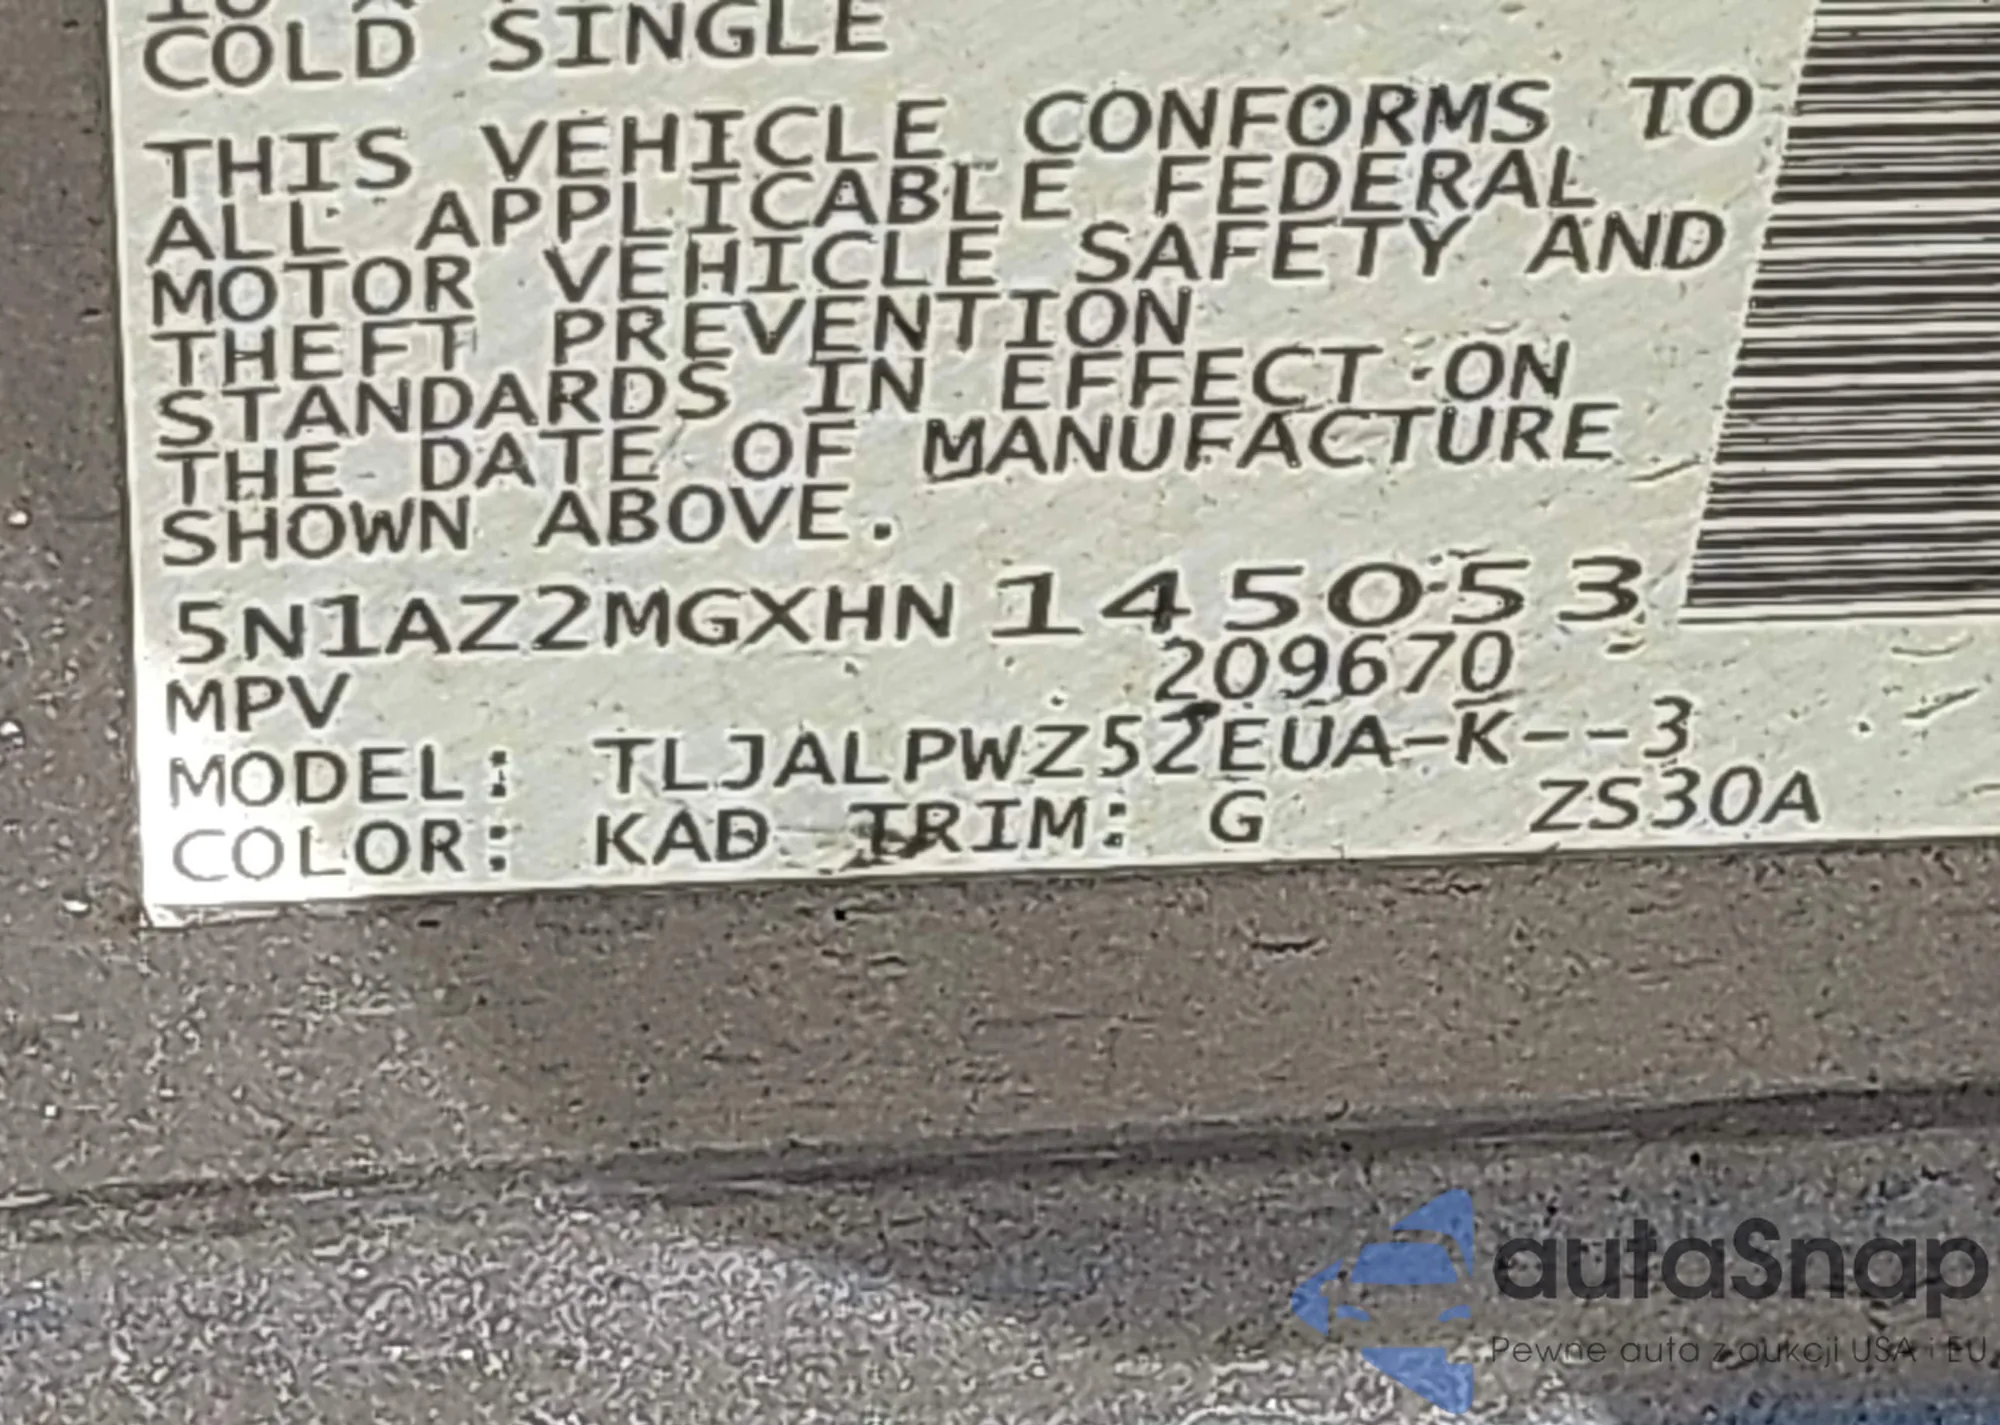 COLD SINGLE
THIS VEHICLE CONFORMS TO
ALL APPLICABLE FEDERAL
MOTOR VEHICLE SAFETY AND
THEFT PREVENTION
STANDARDS IN EFFECT ON
THE DATE OF MANUFACTURE
SHOWN ABOVE.
5N1AZ2MGXHN145053
209670
MPV
MODEL: TLJALPWZ52EUA-K--3
COLOR: KAD TRIM: G ZS30A
autaSnap
Pewne auta z aukcji USA i EU